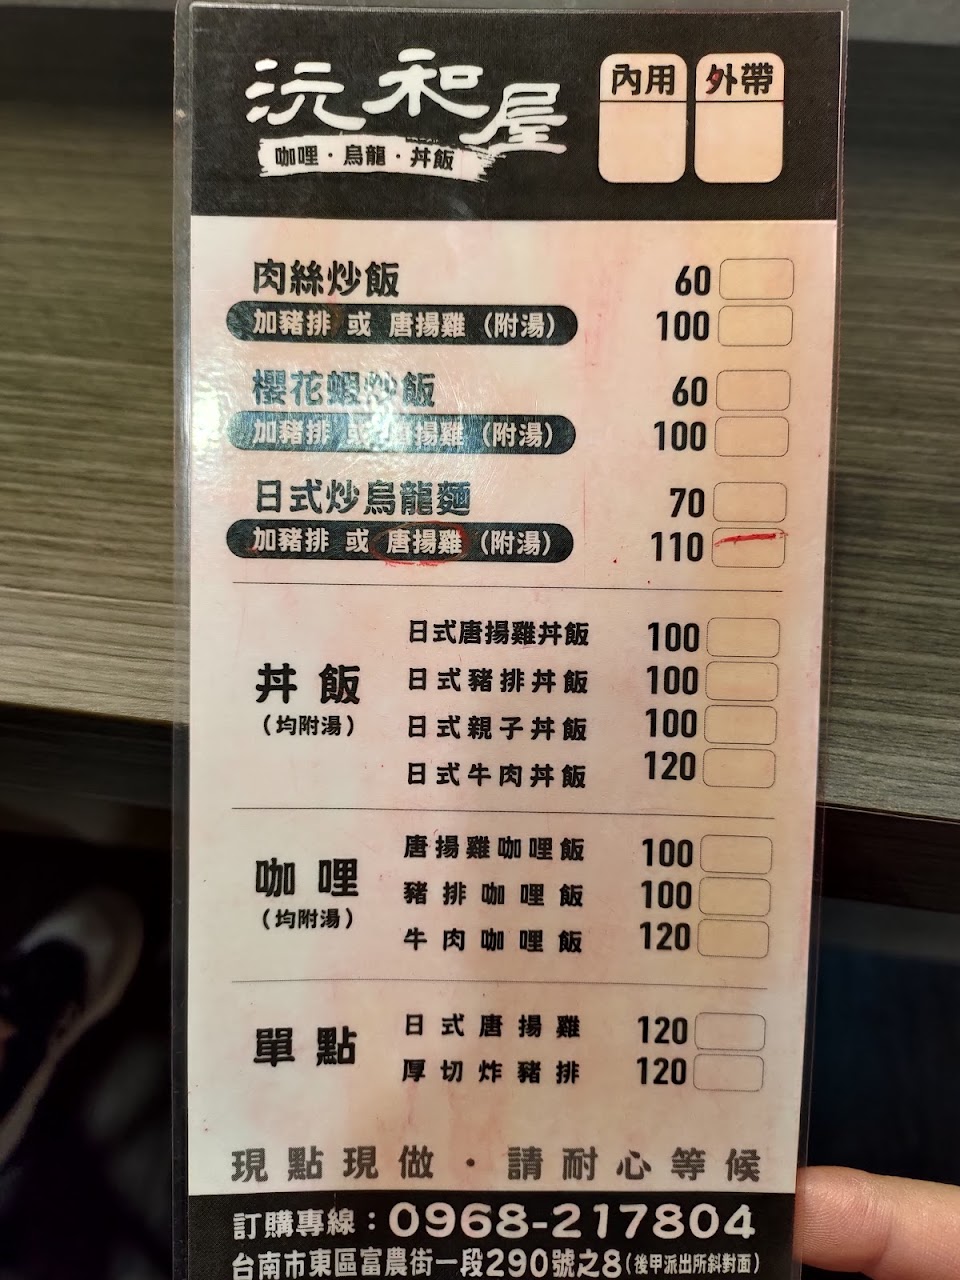 沅和屋
咖哩·烏龍·丼飯
內用 外帶
肉絲炒飯 60
加豬排 或 唐揚雞 (附湯) 100
櫻花蝦炒飯 60
加豬排 或 唐揚雞 (附湯) 100
日式炒烏龍麵 70
加豬排 或 唐揚雞 (附湯) 110
丼飯
(均附湯)
日式唐揚雞丼飯 100
日式豬排丼飯 100
日式親子丼飯 100
日式牛肉丼飯 120
咖哩
(均附湯)
唐揚雞咖哩飯 100
豬排咖哩飯 100
牛肉咖哩飯 120
單點
日式唐揚雞 120
厚切炸豬排 120
現點現做·請耐心等候
訂購專線：0968-217804
台南市東區富農街一段290號之8(後甲派出所斜對面)